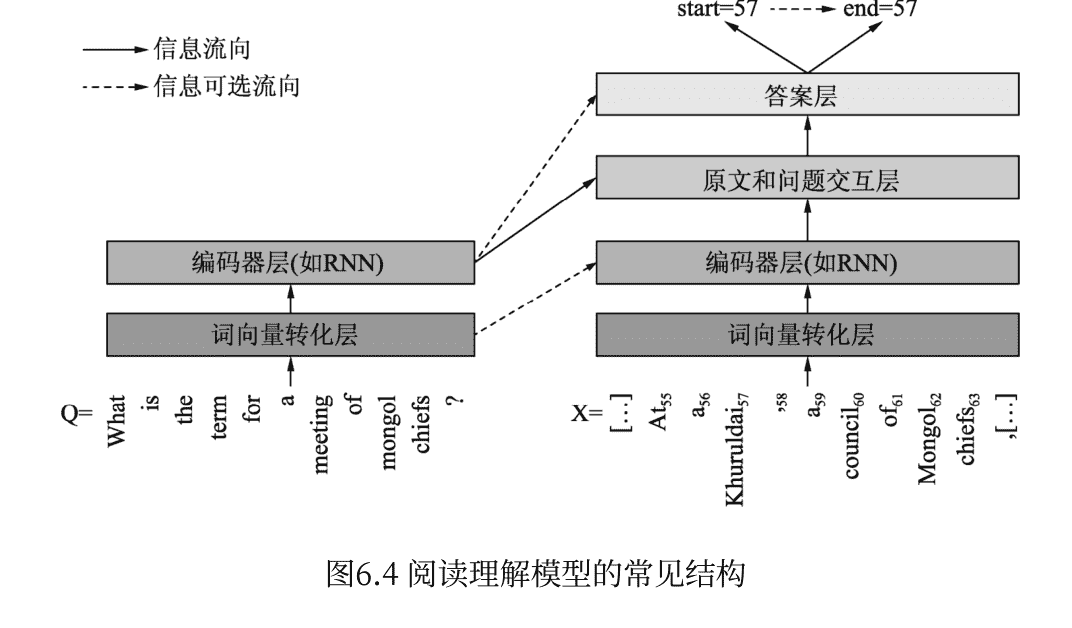 start=57 end=57
信息流向
信息可选流向
答案层
原文和问题交互层
编码器层(如RNN) 编码器层(如RNN)
词向量转化层 词向量转化层
Q= What is the term for a meeting of mongol chiefs ? X= […] At55 a56 Khuruldai57 ,58 a59 council60 of61 Mongol62 chiefs63 ,[…]
图6.4 阅读理解模型的常见结构